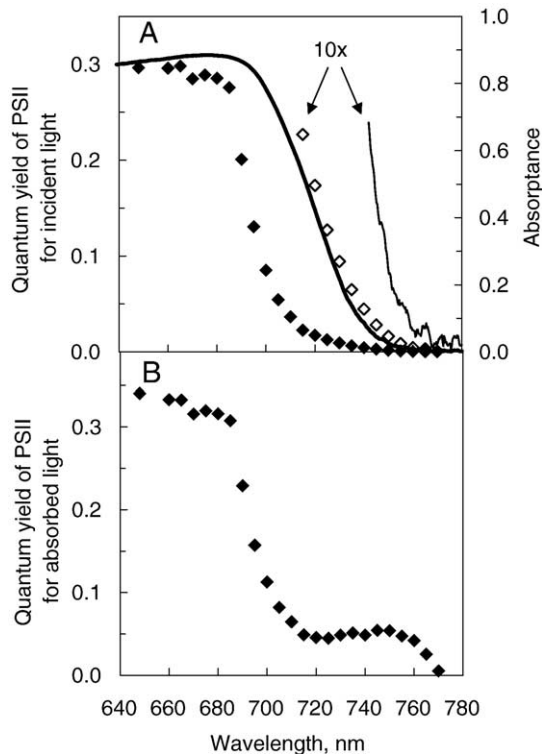 A
10x
Quantum yield of PSII
for incident light
0.3
0.2
0.1
0.0
1.0
0.8
0.6
0.4
0.2
0.0
Absorptance
B
Quantum yield of PSII
for absorbed light
0.3
0.2
0.1
0.0
640 660 680 700 720 740 760 780
Wavelength, nm